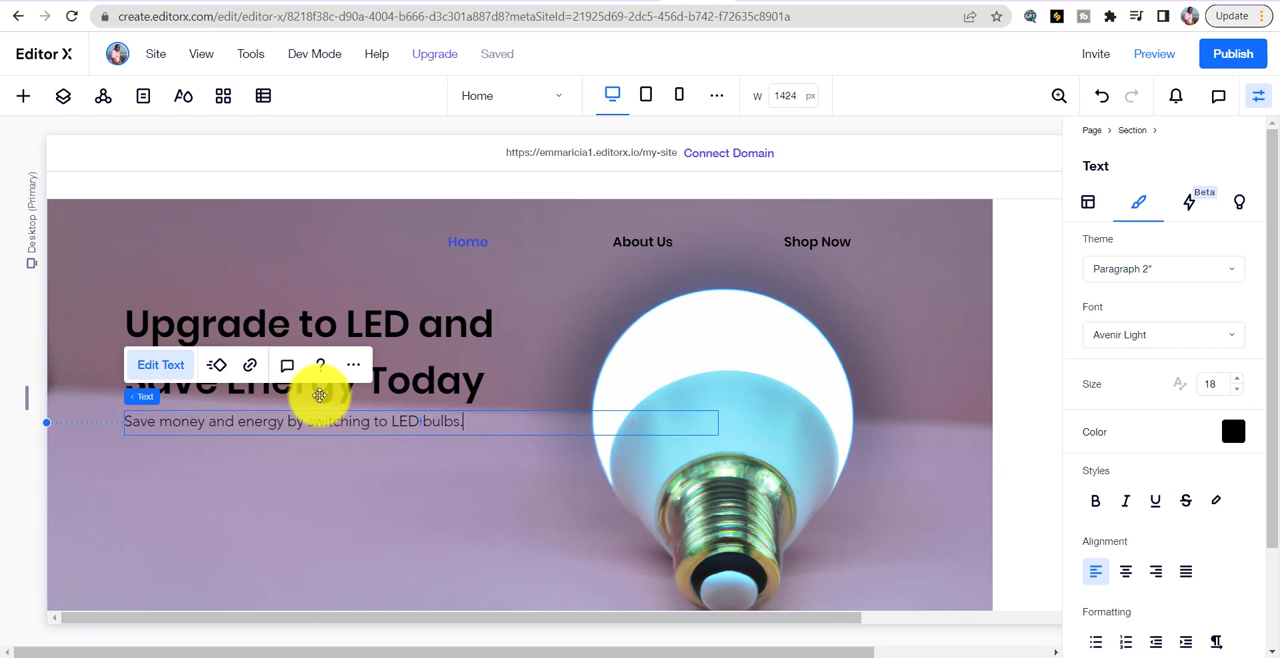 create.editorx.com/edit/editor-x/8218f38c-d90a-4004-b666-d3c301a887d8?metaSiteId=21925d69-2dc5-456d-b742-f72635c8901a
Update
Editor X
Site
View
Tools
Dev Mode
Help
Upgrade
Saved
Invite
Preview
Publish
Home
W
1424
px
Page > Section >
Desktop (Primary)
https://emmaricia1.editorx.io/my-site Connect Domain
Text
Beta
Home
About Us
Shop Now
Theme
Paragraph 2*
Font
Avenir Light
Upgrade to LED and
Edit Text
Save Energy Today
Text
Save money and energy by switching to LED bulbs.
Size
18
Color
Styles
B I U S
Alignment
Formatting